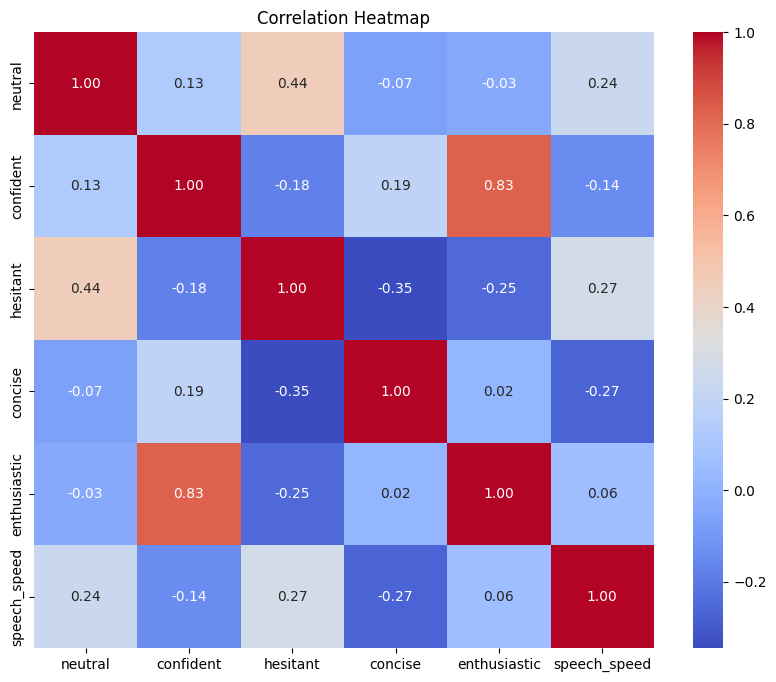 Correlation Heatmap
neutral 1.00 0.13 0.44 -0.07 -0.03 0.24
confident 0.13 1.00 -0.18 0.19 0.83 -0.14
hesitant 0.44 -0.18 1.00 -0.35 -0.25 0.27
concise -0.07 0.19 -0.35 1.00 0.02 -0.27
enthusiastic -0.03 0.83 -0.25 0.02 1.00 0.06
speech_speed 0.24 -0.14 0.27 -0.27 0.06 1.00
neutral confident hesitant concise enthusiastic speech_speed
1.0
0.8
0.6
0.4
0.2
0.0
−0.2